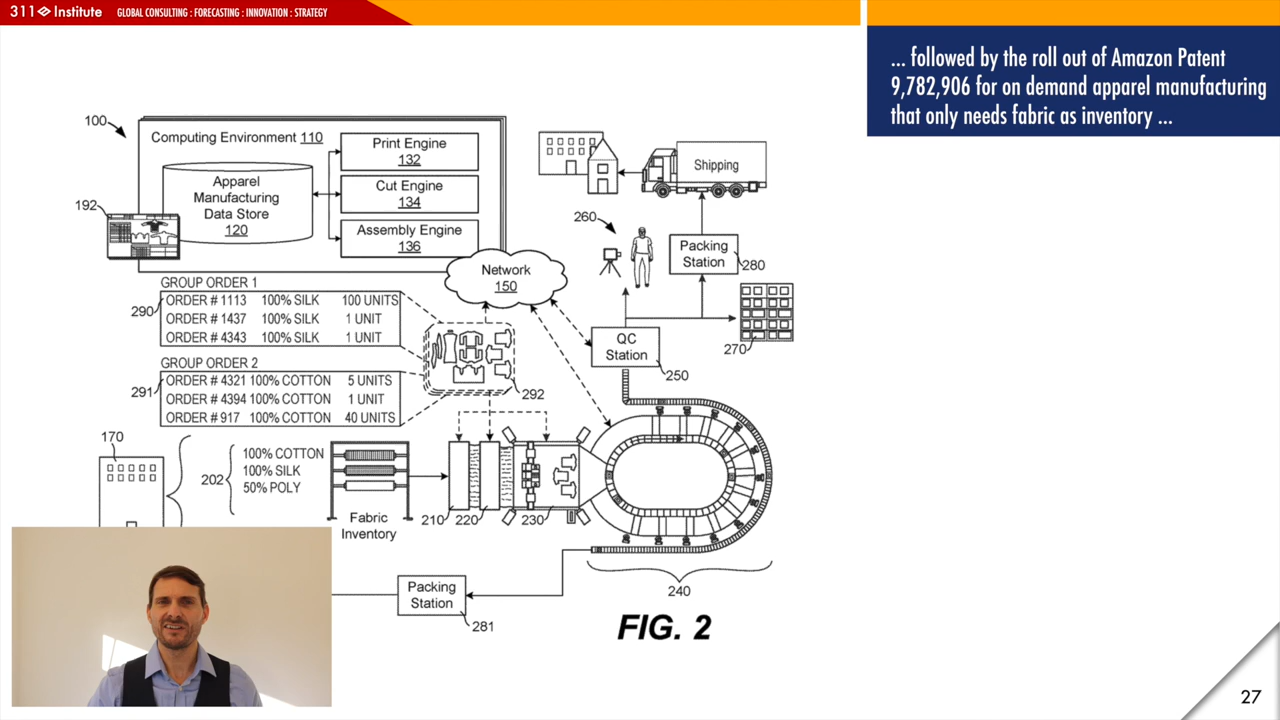 311 Institute
GLOBAL CONSULTING : FORECASTING : INNOVATION : STRATEGY
... followed by the roll out of Amazon Patent
9,782,906 for on demand apparel manufacturing
that only needs fabric as inventory ...
100
Computing Environment 110
Print Engine
132
Apparel
Manufacturing
Data Store
120
Cut Engine
134
Assembly Engine
136
192
Shipping
260
Packing
Station
280
Network
150
GROUP ORDER 1
290
ORDER # 1113 100% SILK 100 UNITS
ORDER # 1437 100% SILK 1 UNIT
ORDER # 4343 100% SILK 1 UNIT
QC
Station
250
270
GROUP ORDER 2
291
ORDER # 4321 100% COTTON 5 UNITS
ORDER # 4394 100% COTTON 1 UNIT
ORDER # 917 100% COTTON 40 UNITS
292
170
202
100% COTTON
100% SILK
50% POLY
Fabric
Inventory
210
220
230
240
Packing
Station
281
FIG. 2
27